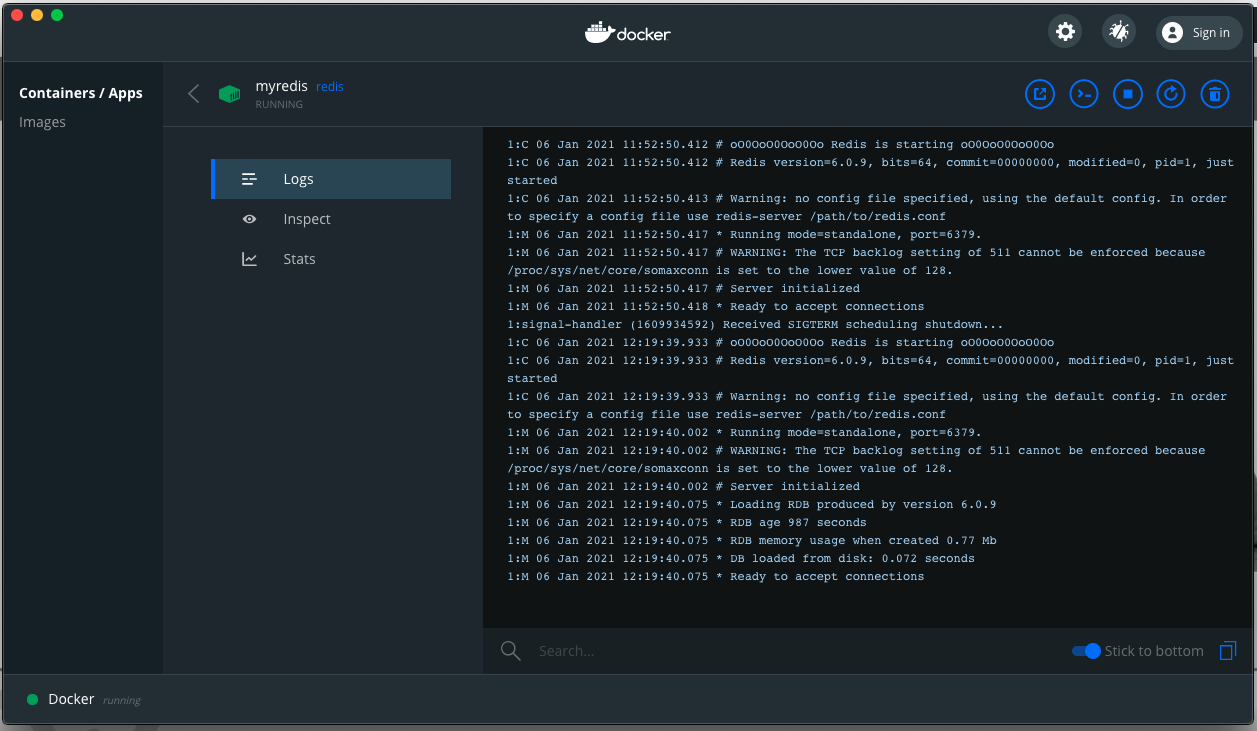 docker
Sign in
Containers / Apps
Images
myredis redis
RUNNING
Logs
Inspect
Stats
1:C 06 Jan 2021 11:52:50.412 # oO0OoO0OoO0Oo Redis is starting oO0OoO0OoO0Oo
1:C 06 Jan 2021 11:52:50.412 # Redis version=6.0.9, bits=64, commit=00000000, modified=0, pid=1, just
started
1:C 06 Jan 2021 11:52:50.413 # Warning: no config file specified, using the default config. In order
to specify a config file use redis-server /path/to/redis.conf
1:M 06 Jan 2021 11:52:50.417 * Running mode=standalone, port=6379.
1:M 06 Jan 2021 11:52:50.417 # WARNING: The TCP backlog setting of 511 cannot be enforced because
/proc/sys/net/core/somaxconn is set to the lower value of 128.
1:M 06 Jan 2021 11:52:50.417 # Server initialized
1:M 06 Jan 2021 11:52:50.418 * Ready to accept connections
1:signal-handler (1609934592) Received SIGTERM scheduling shutdown...
1:C 06 Jan 2021 12:19:39.933 # oO0OoO0OoO0Oo Redis is starting oO0OoO0OoO0Oo
1:C 06 Jan 2021 12:19:39.933 # Redis version=6.0.9, bits=64, commit=00000000, modified=0, pid=1, just
started
1:C 06 Jan 2021 12:19:39.933 # Warning: no config file specified, using the default config. In order
to specify a config file use redis-server /path/to/redis.conf
1:M 06 Jan 2021 12:19:40.002 * Running mode=standalone, port=6379.
1:M 06 Jan 2021 12:19:40.002 # WARNING: The TCP backlog setting of 511 cannot be enforced because
/proc/sys/net/core/somaxconn is set to the lower value of 128.
1:M 06 Jan 2021 12:19:40.002 # Server initialized
1:M 06 Jan 2021 12:19:40.075 * Loading RDB produced by version 6.0.9
1:M 06 Jan 2021 12:19:40.075 * RDB age 987 seconds
1:M 06 Jan 2021 12:19:40.075 * RDB memory usage when created 0.77 Mb
1:M 06 Jan 2021 12:19:40.075 * DB loaded from disk: 0.072 seconds
1:M 06 Jan 2021 12:19:40.075 * Ready to accept connections
Search...
Stick to bottom
Docker running